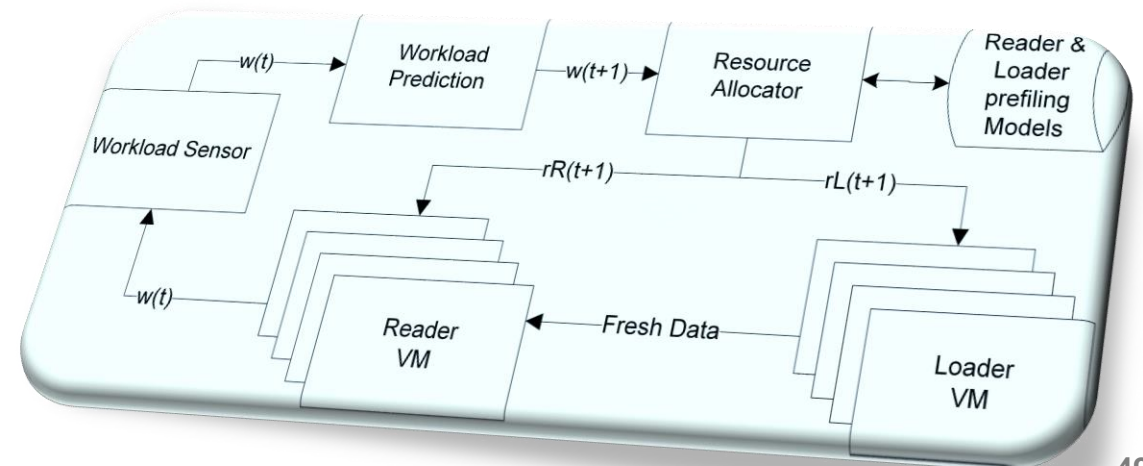 Reader &
Loader
prefiling
Models
Workload
Prediction
Resource
Allocator
w(t)
w(t+1)
Workload Sensor
rR(t+1)
rL(t+1)
w(t)
Reader
VM
Fresh Data
Loader
VM